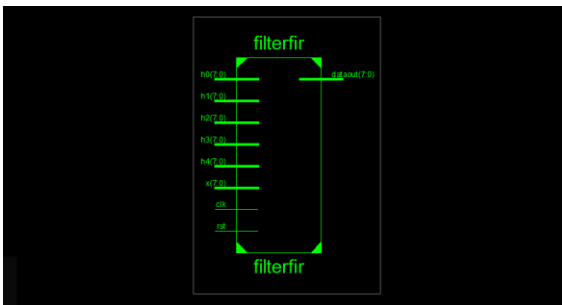 filterfir
h0(7:0)
dataout(7:0)
h1(7:0)
h2(7:0)
h3(7:0)
h4(7:0)
x(7:0)
clk
rst
filterfir